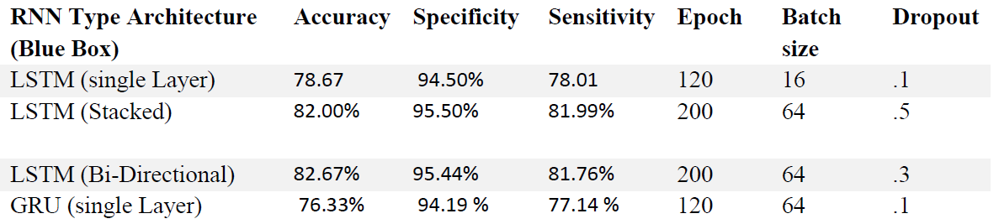 RNN Type Architecture Accuracy Specificity Sensitivity Epoch Batch Dropout
(Blue Box) size
LSTM (single Layer) 78.67 94.50% 78.01 120 16 .1
LSTM (Stacked) 82.00% 95.50% 81.99% 200 64 .5
LSTM (Bi-Directional) 82.67% 95.44% 81.76% 200 64 .3
GRU (single Layer) 76.33% 94.19 % 77.14 % 120 64 .1